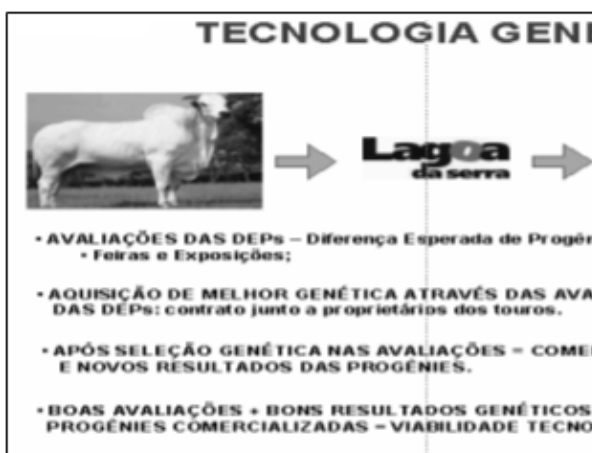 TECNOLOGIA GEN
Lagoa
da serra
• AVALIAÇÕES DAS DEPs – Diferença Esperada de Progên
• Feiras e Exposições;
• AQUISIÇÃO DE MELHOR GENÉTICA ATRAVÉS DAS AVA
DAS DEPs: contrato junto a proprietários dos touros.
• APÓS SELEÇÃO GENÉTICA NAS AVALIAÇÕES = COME
E NOVOS RESULTADOS DAS PROGÊNIES.
• BOAS AVALIAÇÕES + BONS RESULTADOS GENÉTICOS
PROGÊNIES COMERCIALIZADAS = VIABILIDADE TECNO